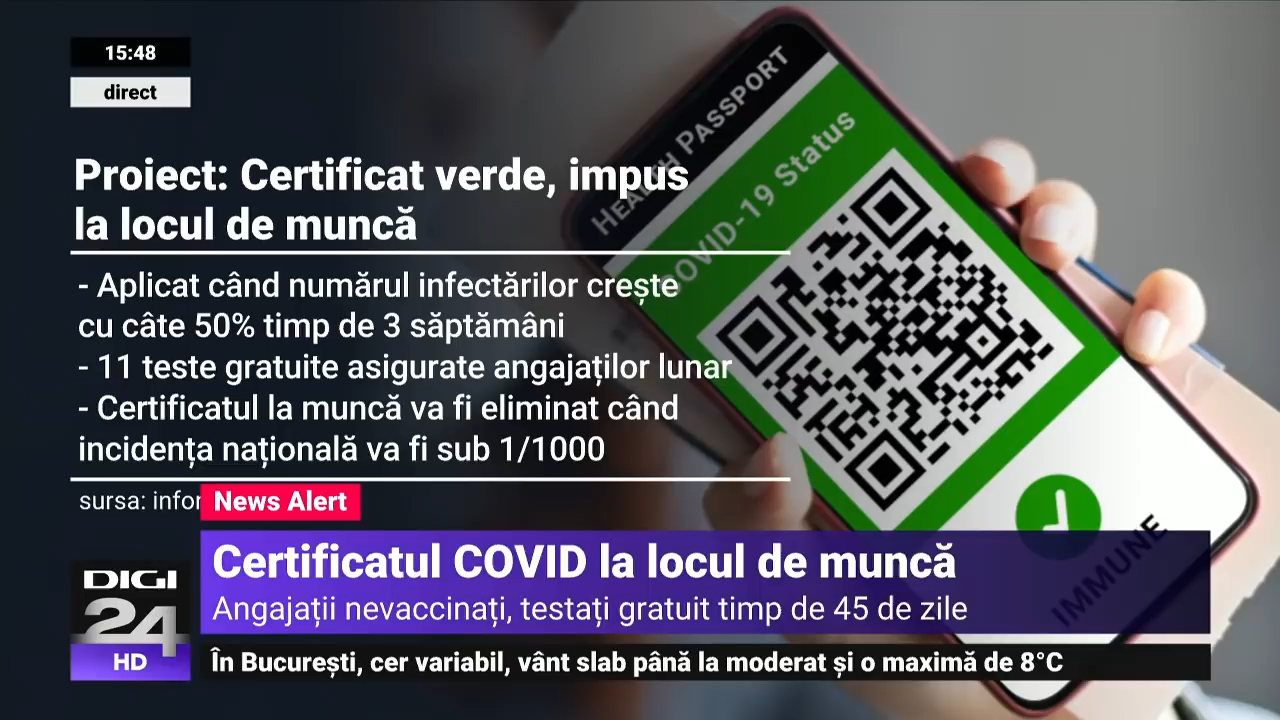 15:48
direct
Proiect: Certificat verde, impus
la locul de muncă
- Aplicat când numărul infectărilor crește
cu câte 50% timp de 3 săptămâni
- 11 teste gratuite asigurate angajaților lunar
- Certificatul la muncă va fi eliminat când
incidența națională va fi sub 1/1000
sursa:
News Alert
Certificatul COVID la locul de muncă
Angajații nevaccinați, testați gratuit timp de 45 de zile
DIGI
24
HD
În București, cer variabil, vânt slab până la moderat și o maximă de 8°C
HEALTH PASSPORT
COVID-19 Status
IMMUNE